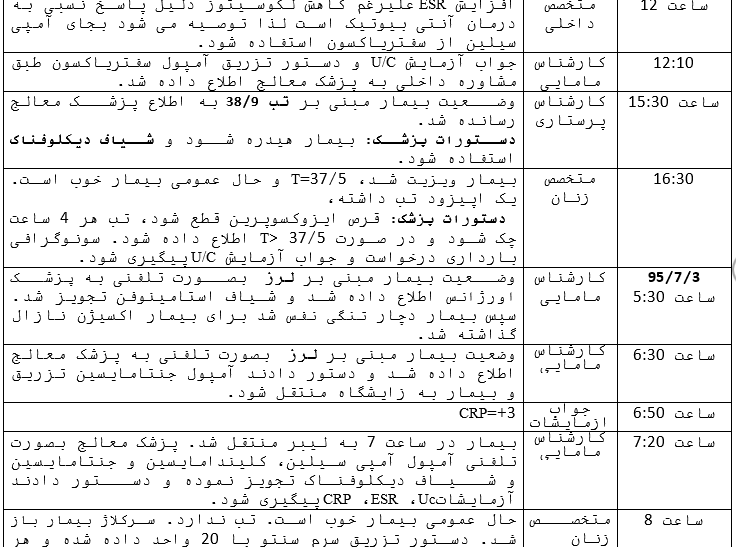 ساعت 12
متخصص
داخلی
افزایش ESR علیرغم کاهش لکوسیتوز دلیل پاسخ نسبی به
درمان آنتی بیوتیک است لذا توصیه می شود بجای آمپی
سیلین از سفتریاکسون استفاده شود.
12:10
کارشناس
مامایی
جواب آزمایش U/C و دستور تزریق آمپول سفتریاکسون طبق
مشاوره داخلی به پزشک معالج اطلاع داده شد.
ساعت 15:30
کارشناس
پرستاری
وضعیت بیمار مبنی بر تب 38/9 به اطلاع پزشک معالج
رسانده شد.
دستورات پزشک: بیمار هیدره شود و شیاف دیکلوفناک
استفاده شود.
16:30
متخصص
زنان
بیمار ویزیت شد، T=37/5 و حال عمومی بیمار خوب است.
یک اپیزود تب داشته،
دستورات پزشک: قرص ایزوکسوپرین قطع شود، تب هر 4 ساعت
چک شود و در صورت T> 37/5 اطلاع داده شود. سونوگرافی
بارداری درخواست و جواب آزمایش U/C پیگیری شود.
95/7/3
ساعت 5:30
کارشناس
مامایی
وضعیت بیمار مبنی بر لرز بصورت تلفنی به پزشک
اورژانس اطلاع داده شد و شیاف استامینوفن تجویز شد.
سپس بیمار دچار تنگی نفس شد برای بیمار اکسیژن نازال
گذاشته شد.
ساعت 6:30
کارشناس
مامایی
وضعیت بیمار مبنی بر لرز بصورت تلفنی به پزشک معالج
اطلاع داده شد و دستور دادند آمپول جنتامایسین تزریق
و بیمار به زایشگاه منتقل شود.
ساعت 6:50
جواب
ازمایشات
CRP=+3
ساعت 7:20
کارشناس
مامایی
بیمار در ساعت 7 به لیبر منتقل شد. پزشک معالج بصورت
تلفنی آمپول آمپی سیلین، کلیندامایسین و جنتامایسین
و شیاف دیکلوفناک تجویز نموده و دستور دادند
آزمایشات CRP ،ESR ،Uc پیگیری شود.
ساعت 8
متخصص
زنان
حال عمومی بیمار خوب است. تب ندارد. سرکلاژ بیمار باز
شد. دستور تزریق سرم سنتو با 20 واحد داده شده و هر